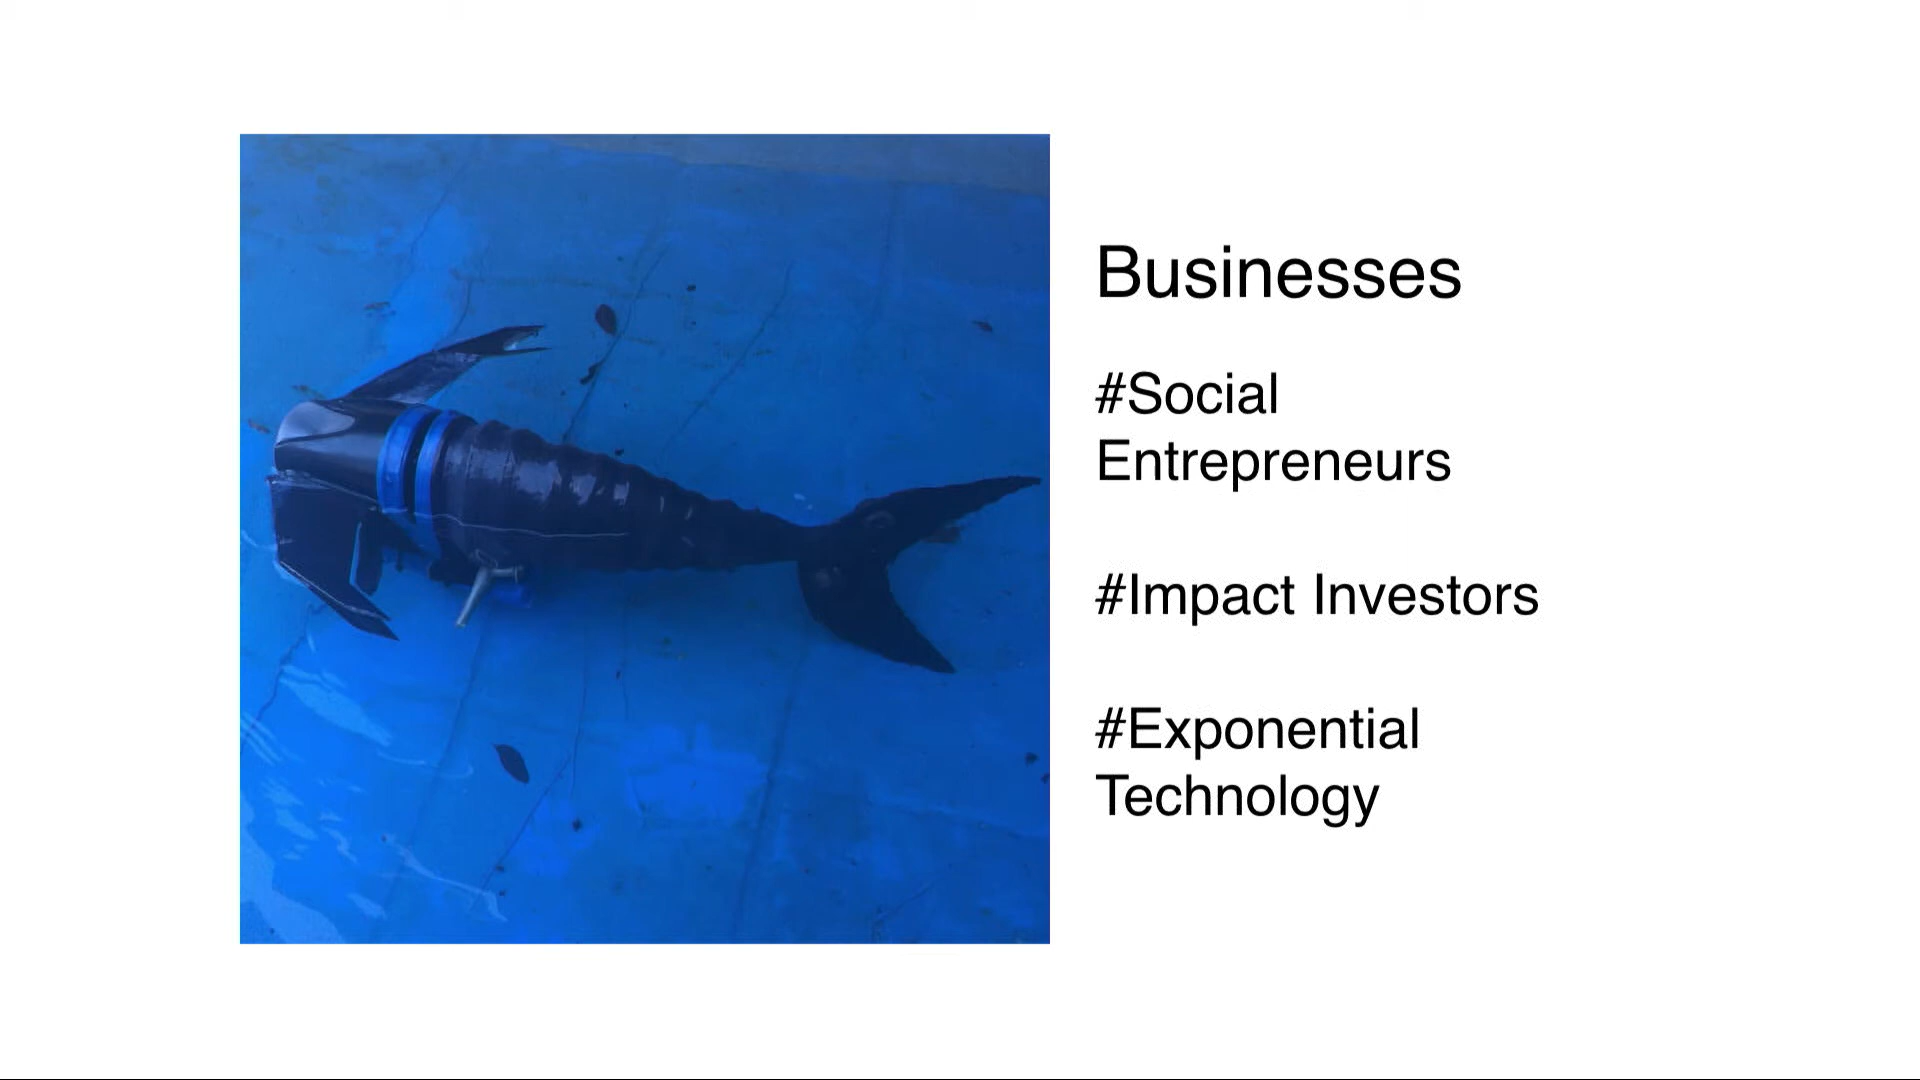 Businesses
#Social
Entrepreneurs
#Impact Investors
#Exponential
Technology